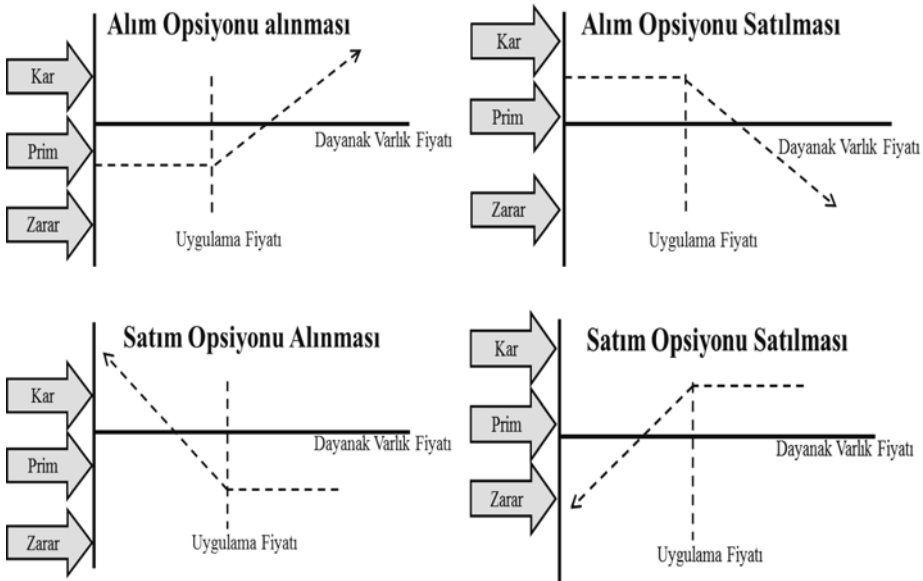 Alım Opsiyonu alınması
Kar
Prim
Zarar
Dayanak Varlık Fiyatı
Uygulama Fiyatı
Alım Opsiyonu Satılması
Kar
Prim
Zarar
Dayanak Varlık Fiyatı
Uygulama Fiyatı
Satım Opsiyonu Alınması
Kar
Prim
Zarar
Dayanak Varlık Fiyatı
Uygulama Fiyatı
Satım Opsiyonu Satılması
Kar
Prim
Zarar
Dayanak Varlık Fiyatı
Uygulama Fiyatı